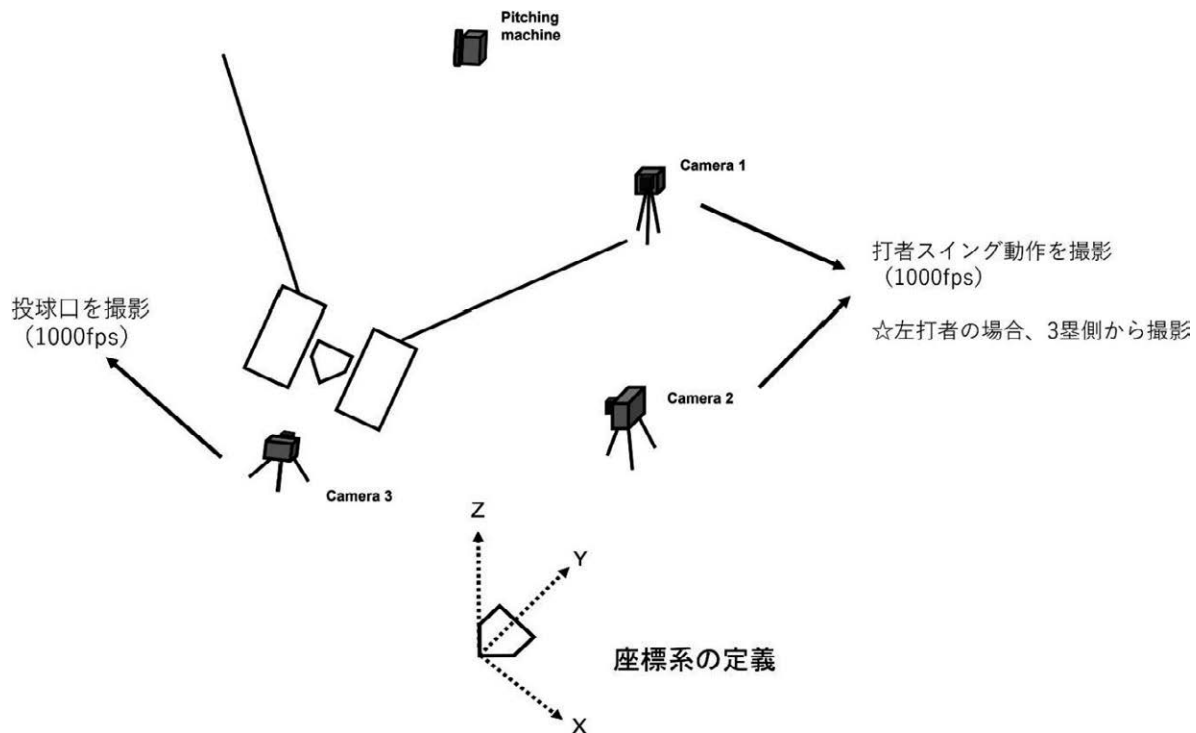 Pitching
machine
Camera 1
打者スイング動作を撮影
（1000fps）
投球口を撮影
（1000fps）
☆左打者の場合、3塁側から撮影
Camera 2
Camera 3
Z
Y
座標系の定義
X